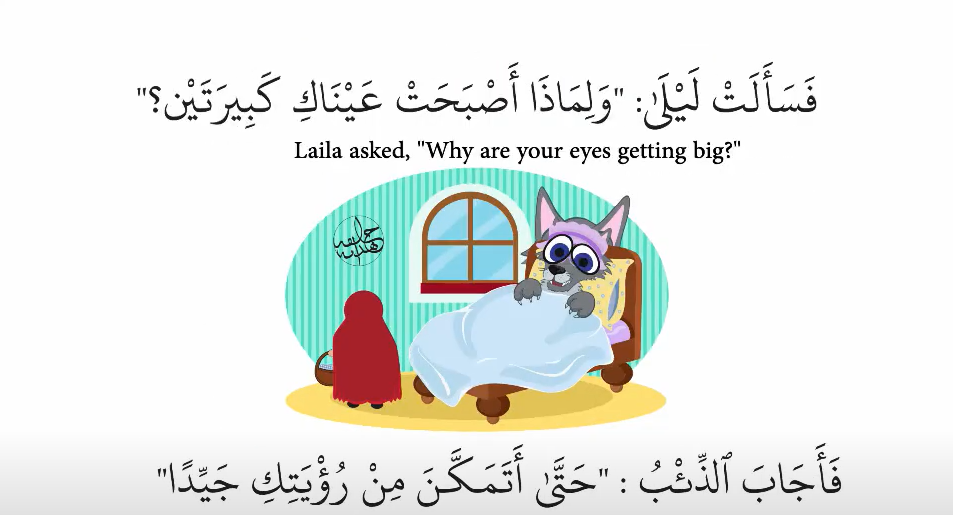 فَسَأَلَتْ لَيْلَىٰ: "وَلِمَاذَا أَصْبَحَتْ عَيْنَاكِ كَبِيرَتَيْن؟"
Laila asked, "Why are your eyes getting big?"
فَأَجَابَ ٱلذِّئْبُ : "حَتَّىٰ أَتَمَكَّنَ مِنْ رُؤْيَتِكِ جَيِّدًا"